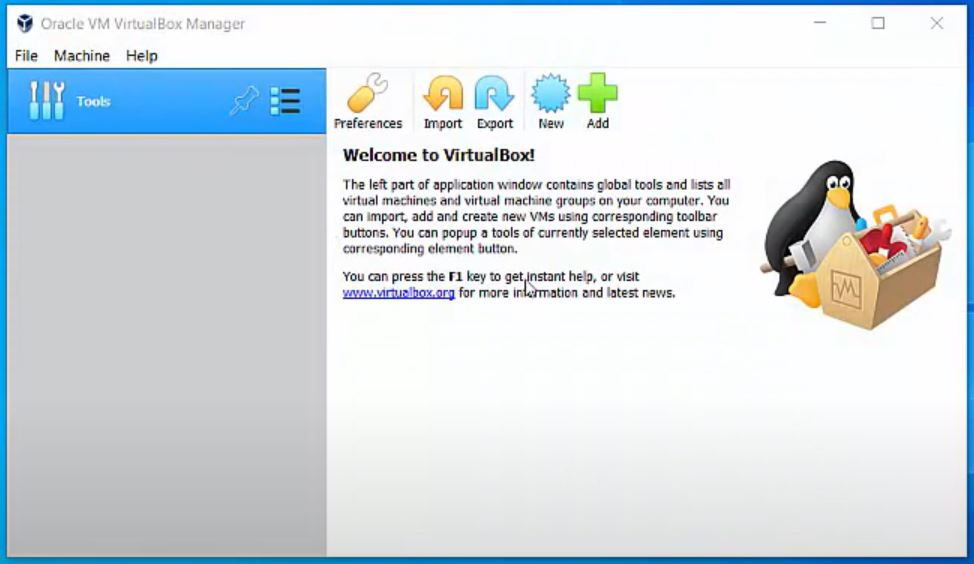 Oracle VM VirtualBox Manager
File Machine Help
Tools
Preferences Import Export New Add
Welcome to VirtualBox!
The left part of application window contains global tools and lists all
virtual machines and virtual machine groups on your computer. You
can import, add and create new VMs using corresponding toolbar
buttons. You can popup a tools of currently selected element using
corresponding element button.
You can press the F1 key to get instant help, or visit
www.virtualbox.org for more information and latest news.